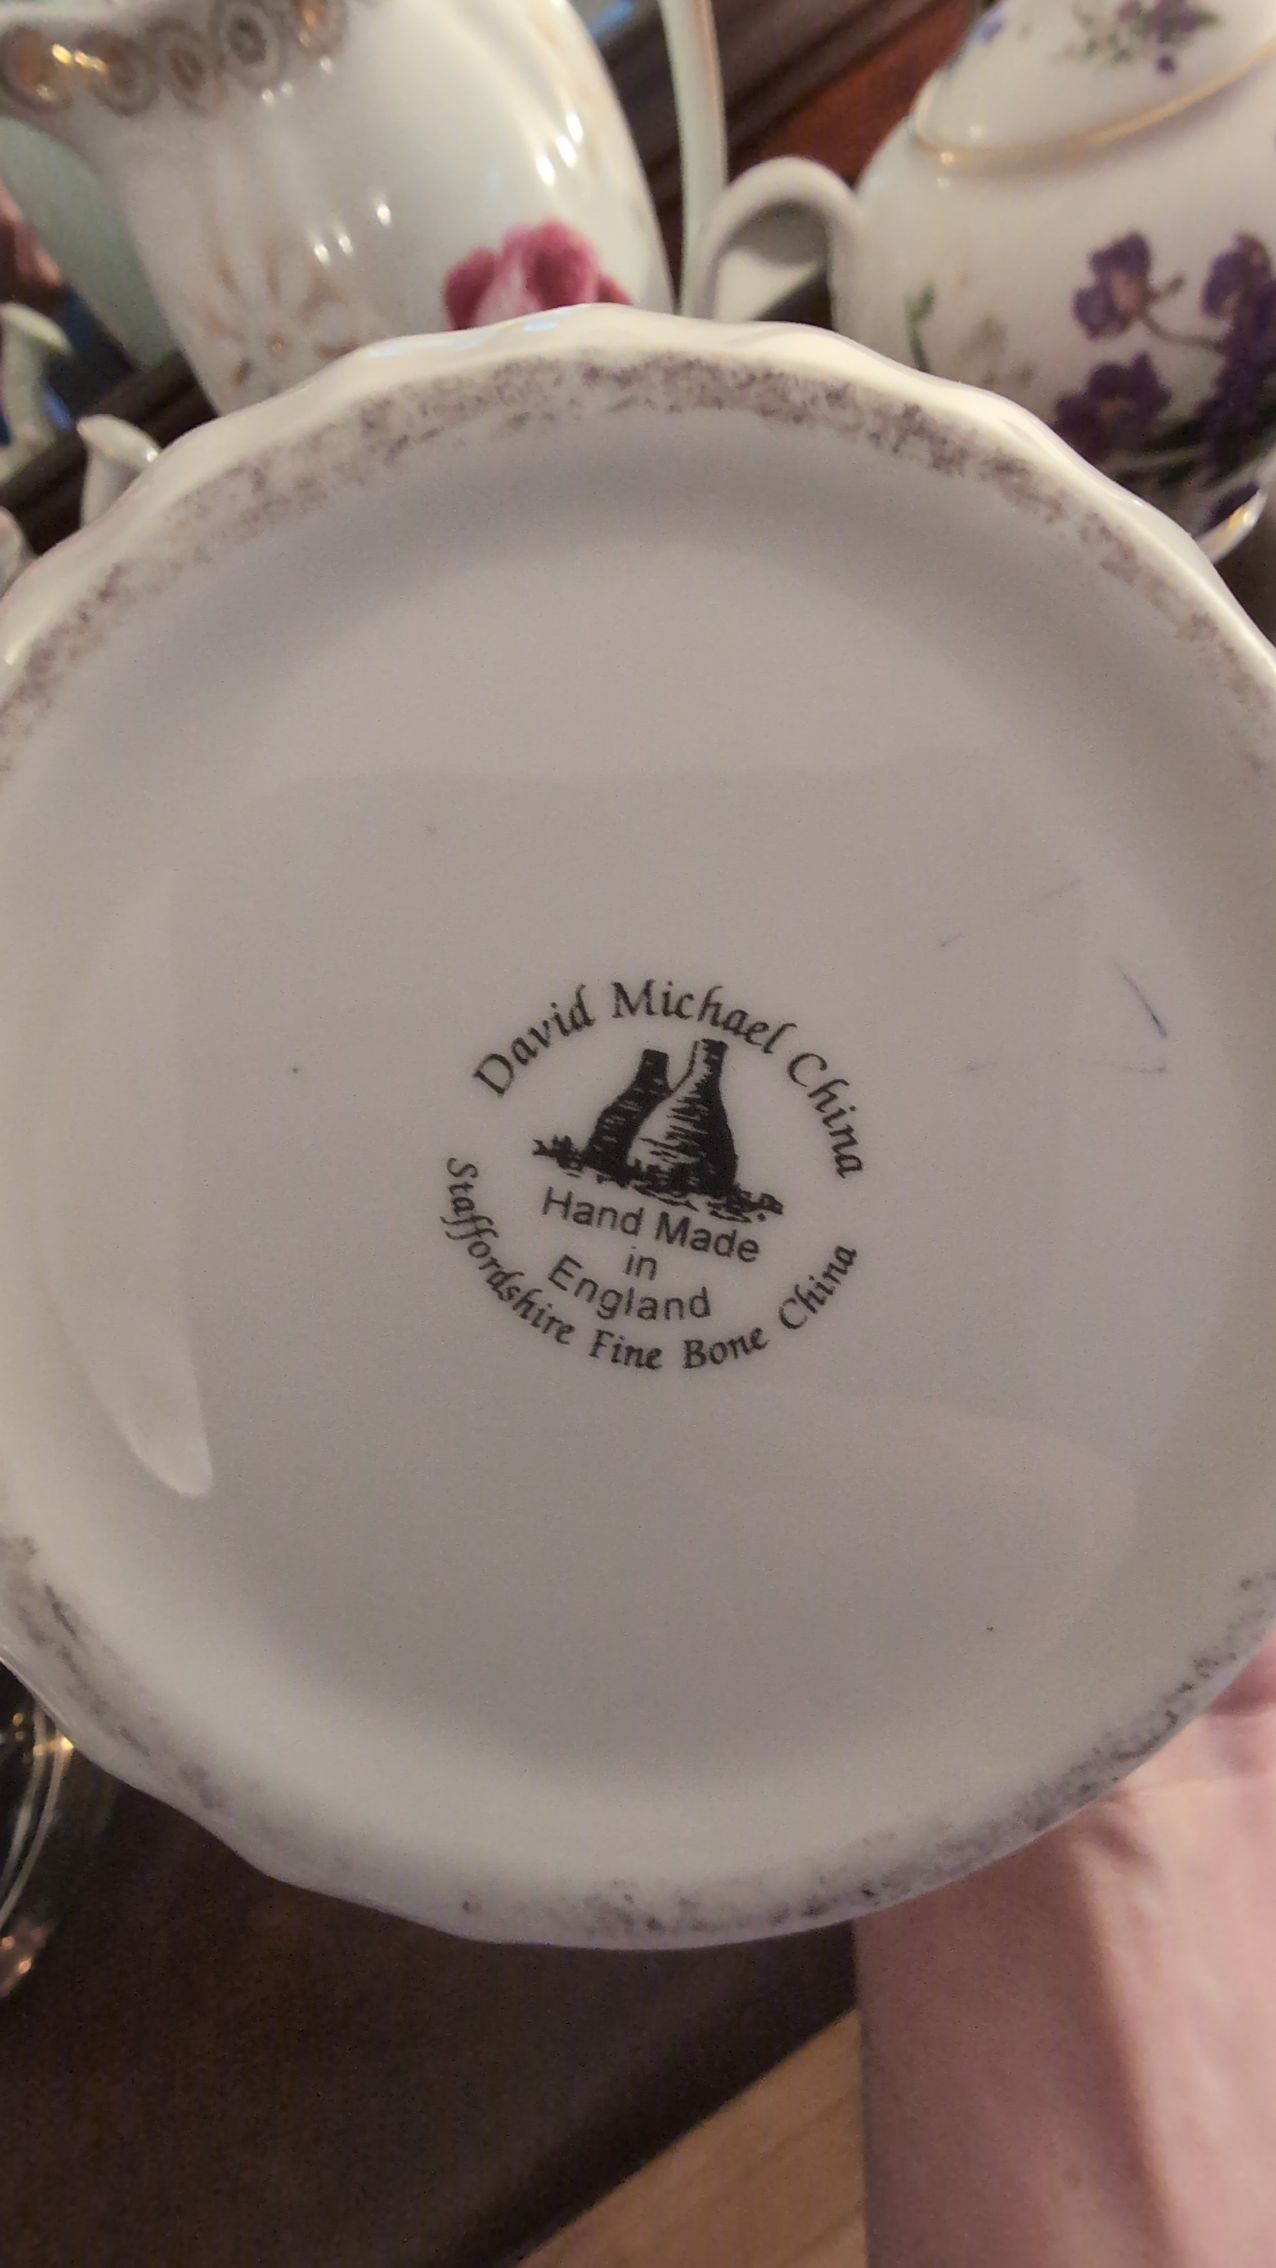 David Michael China
Hand Made
in
England
Staffordshire Fine Bone China